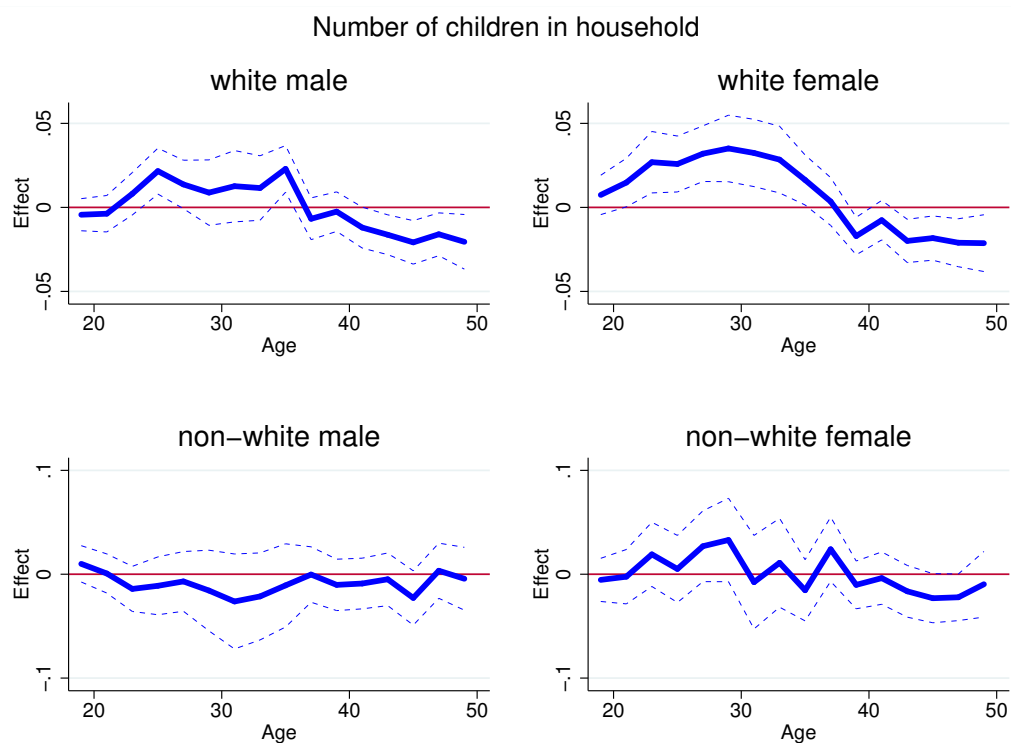 Number of children in household
white male
white female
.05
0
−.05
Effect
20
30
40
50
Age
.05
0
−.05
Effect
20
30
40
50
Age
non−white male
non−white female
.1
0
−.1
Effect
20
30
40
50
Age
.1
0
−.1
Effect
20
30
40
50
Age